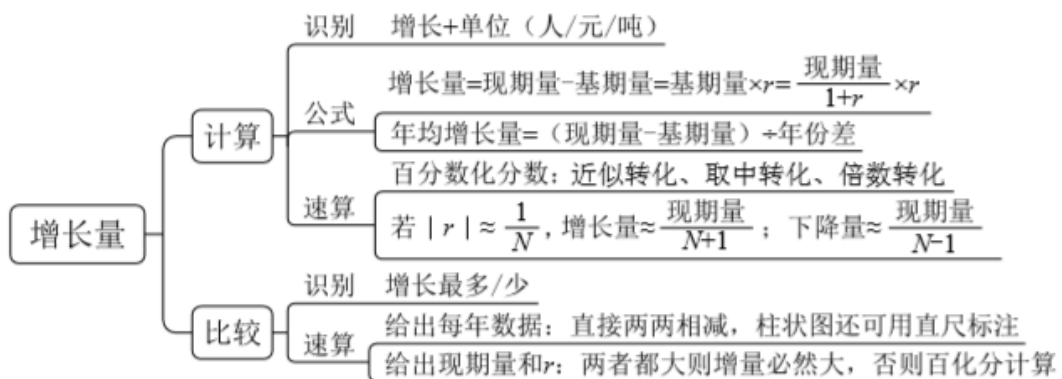 增长量
计算
识别 增长+单位（人/元/吨）
公式
增长量=现期量-基期量=基期量×r=现期量/1+r×r
年均增长量=（现期量-基期量）÷年份差
速算
百分数化分数：近似转化、取中转化、倍数转化
若｜r｜≈1/N，增长量≈现期量/N+1；下降量≈现期量/N-1
比较
识别 增长最多/少
速算
给出每年数据：直接两两相减，柱状图还可用直尺标注
给出现期量和r：两者都大则增量必然大，否则百化分计算